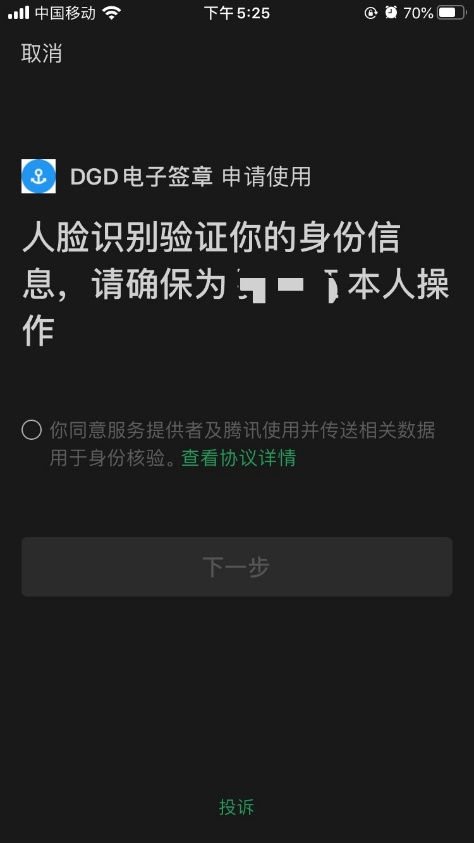 中国移动 下午5:25 70%
取消
DGD电子签章 申请使用
人脸识别验证你的身份信
息，请确保为 本人操
作
你同意服务提供者及腾讯使用并传送相关数据
用于身份核验。查看协议详情
下一步
投诉